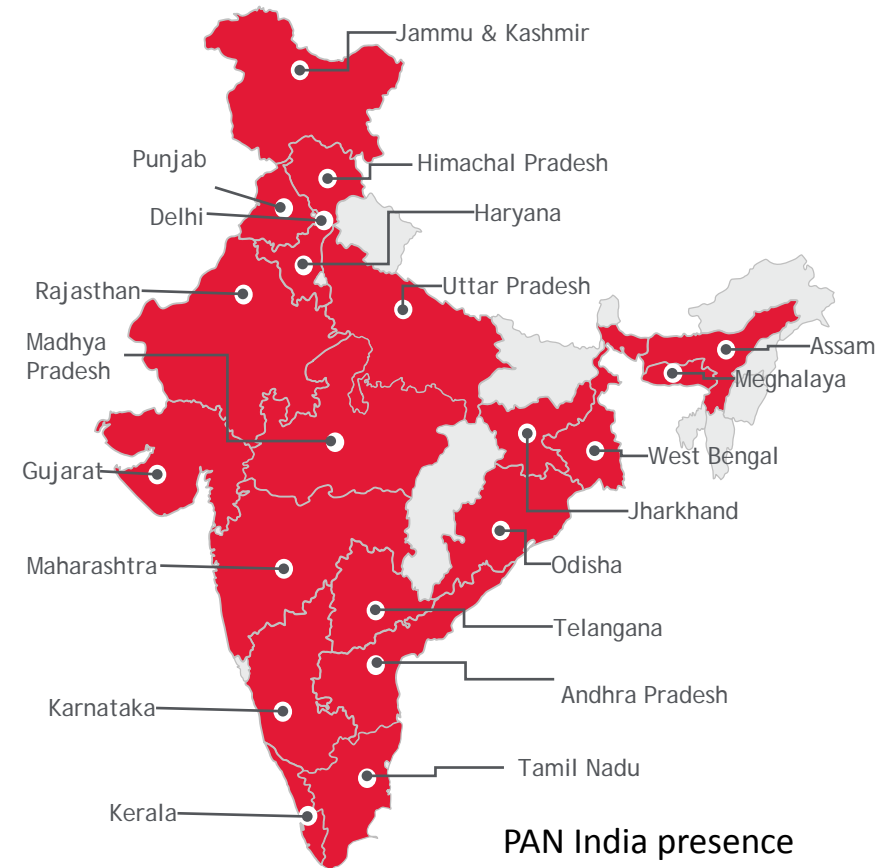 Jammu & Kashmir
Punjab
Himachal Pradesh
Delhi
Haryana
Rajasthan
Uttar Pradesh
Madhya
Pradesh
Assam
Meghalaya
West Bengal
Gujarat
Jharkhand
Maharashtra
Odisha
Telangana
Andhra Pradesh
Karnataka
Tamil Nadu
Kerala
PAN India presence